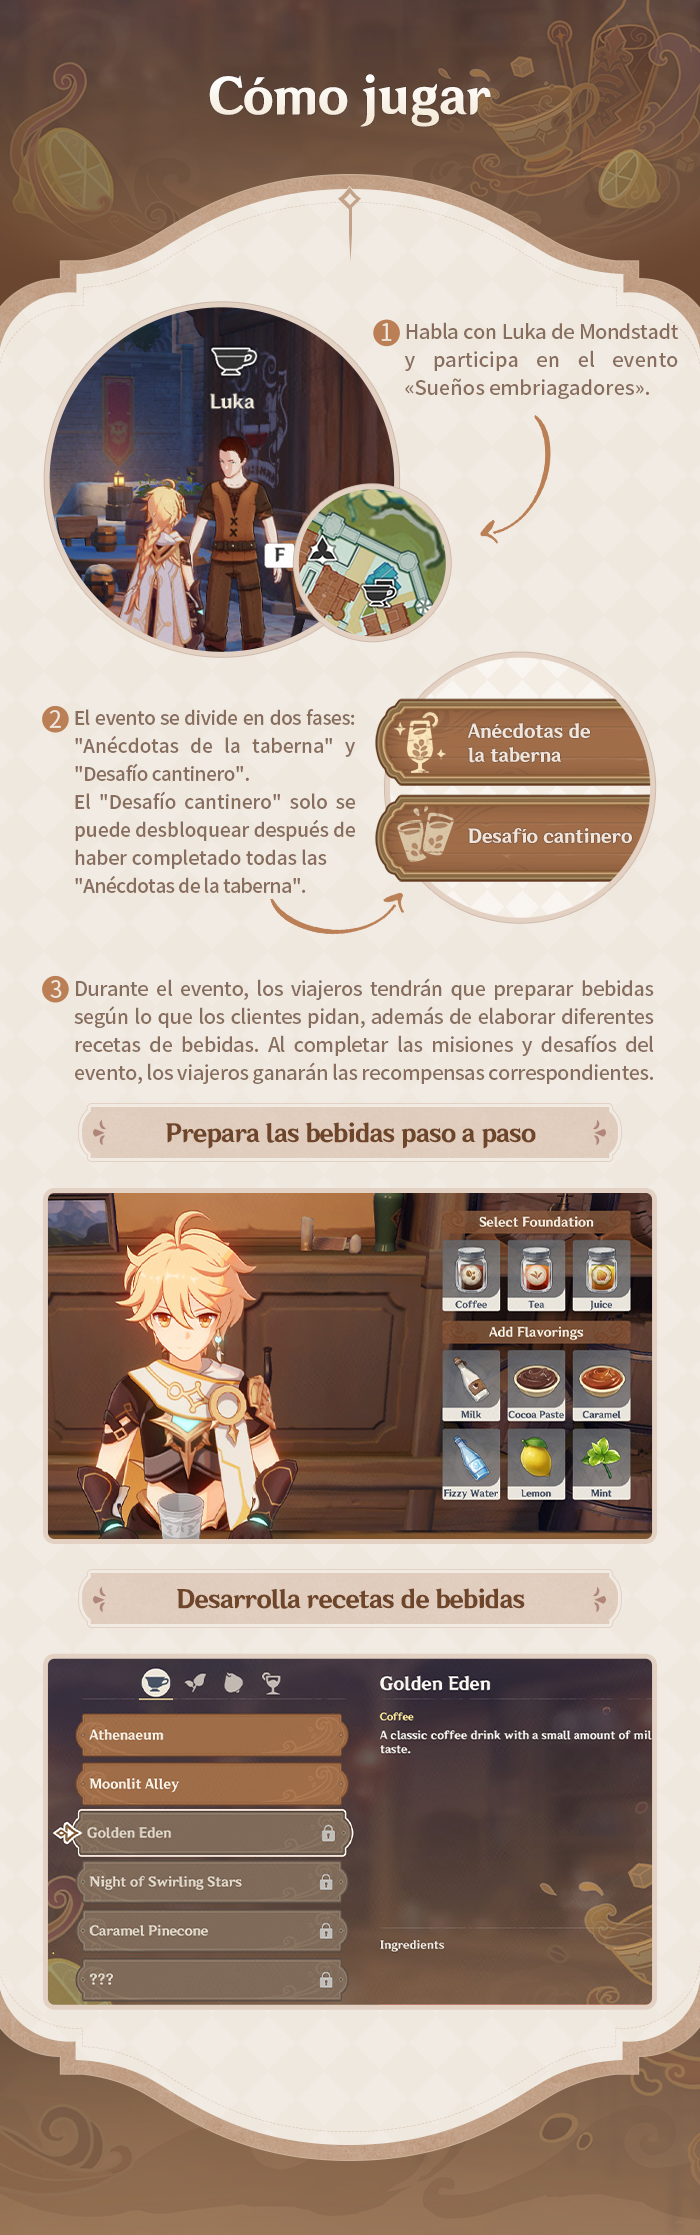 Cómo jugar
1 Habla con Luka de Mondstadt
y participa en el evento
«Sueños embriagadores».
Luka
F
2 El evento se divide en dos fases:
"Anécdotas de la taberna" y
"Desafío cantinero".
El "Desafío cantinero" solo se
puede desbloquear después de
haber completado todas las
"Anécdotas de la taberna".
Anécdotas de
la taberna
Desafío cantinero
3 Durante el evento, los viajeros tendrán que preparar bebidas
según lo que los clientes pidan, además de elaborar diferentes
recetas de bebidas. Al completar las misiones y desafíos del
evento, los viajeros ganarán las recompensas correspondientes.
Prepara las bebidas paso a paso
Select Foundation
Coffee Tea Juice
Add Flavorings
Milk Cocoa Paste Caramel
Fizzy Water Lemon Mint
Desarrolla recetas de bebidas
Athenaeum
Moonlit Alley
Golden Eden
Night of Swirling Stars
Caramel Pinecone
???
Golden Eden
Coffee
A classic coffee drink with a small amount of mil
taste.
Ingredients